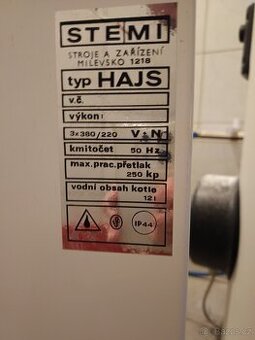 STEMI
STROJE A ZAŘÍZENÍ
MILEVSKO 1218
typ HAJS
v.č.
výkon:
3x380/220 V±N
kmitočet 50 Hz
max.prac.přetlak
250 kp
vodní obsah kotle
12 l
IP44